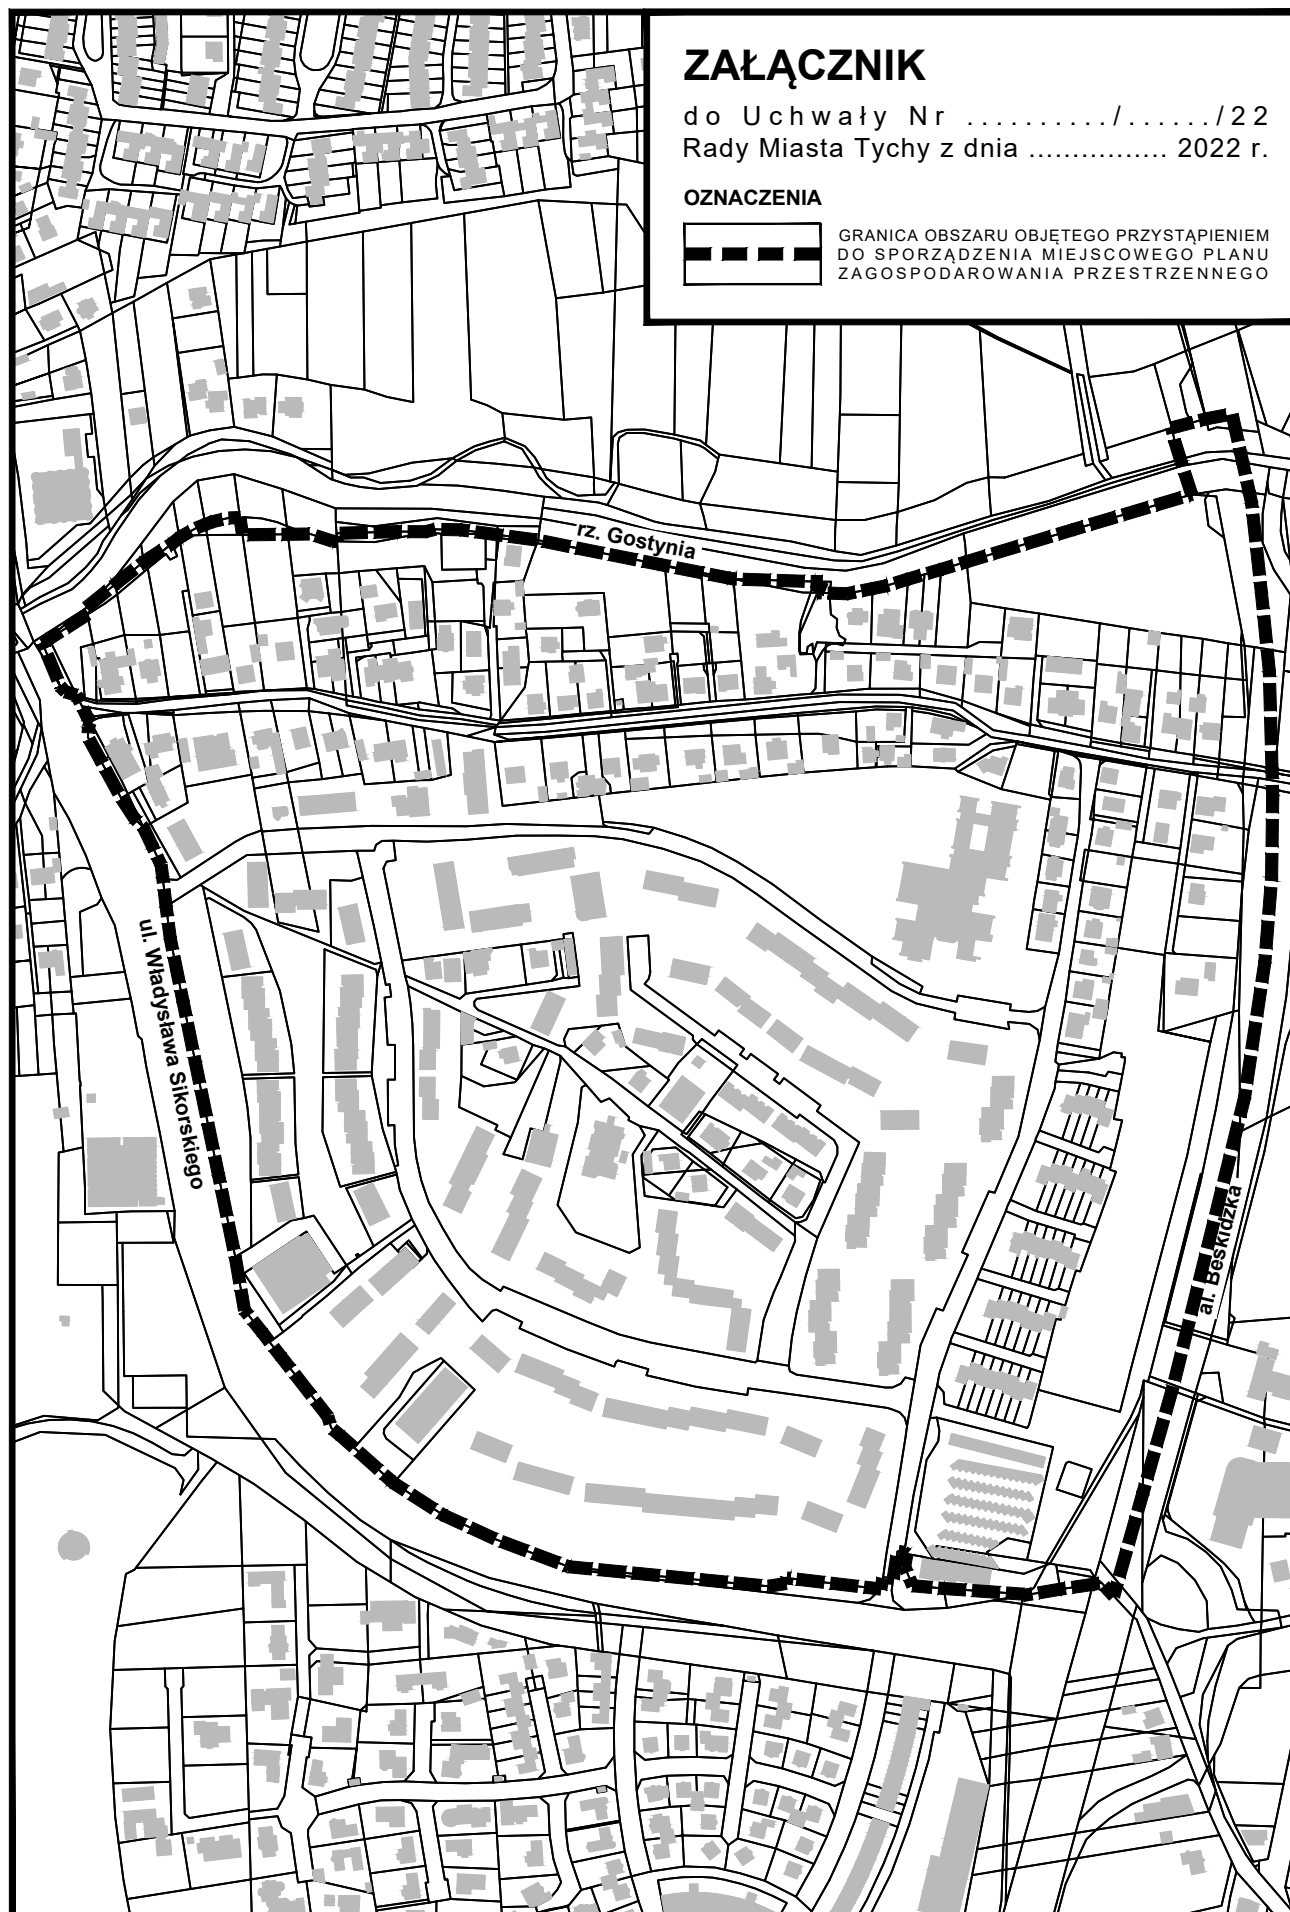 ZAŁĄCZNIK
do Uchwały Nr ........../....../22
Rady Miasta Tychy z dnia ................ 2022 r.
OZNACZENIA
GRANICA OBSZARU OBJĘTEGO PRZYSTĄPIENIEM
DO SPORZĄDZENIA MIEJSCOWEGO PLANU
ZAGOSPODAROWANIA PRZESTRZENNEGO
rz. Gostynia
ul. Władysława Sikorskiego
al. Beskidzka